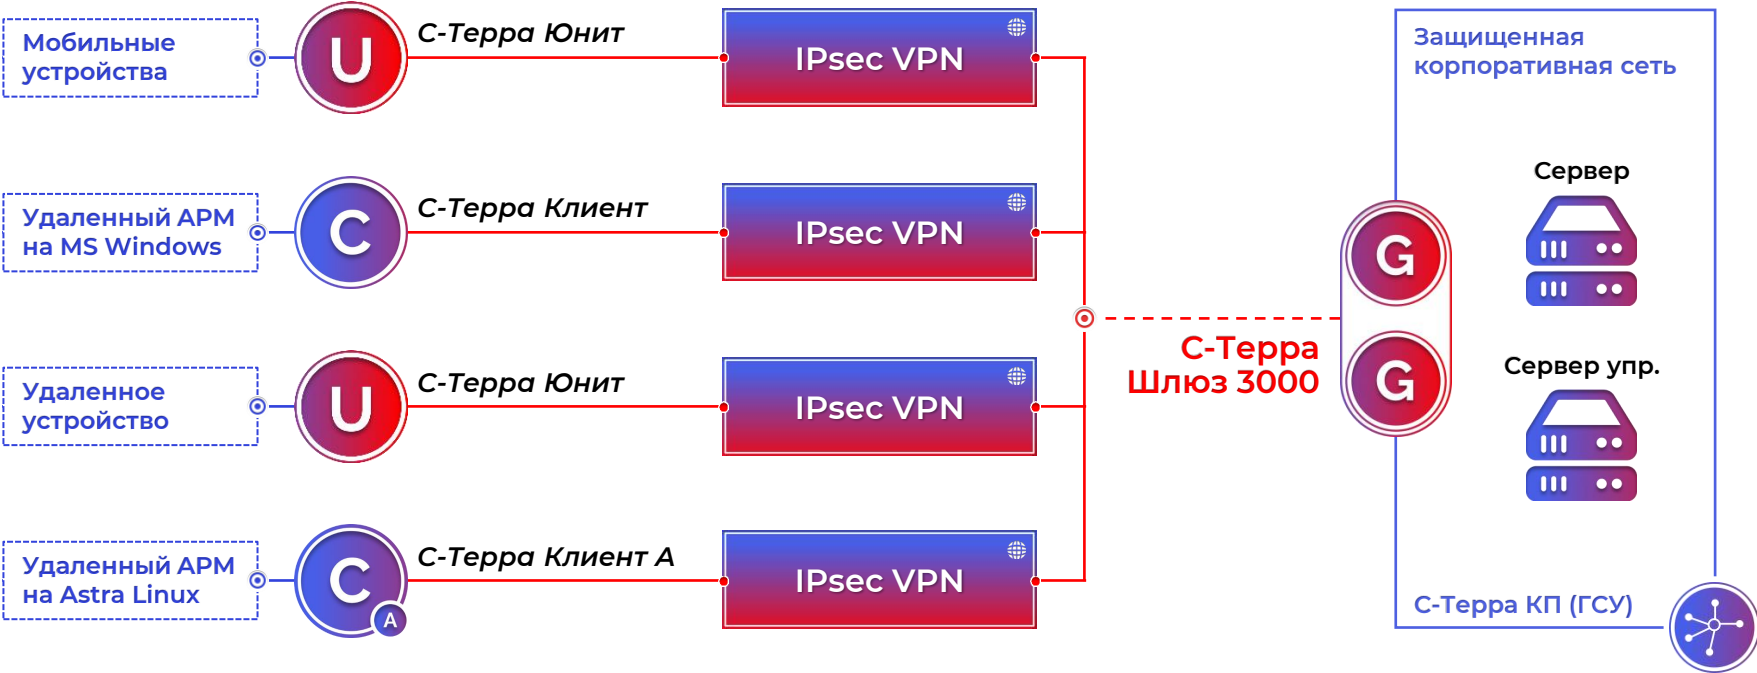 Мобильные
устройства
U
С-Терра Юнит
IPsec VPN
Удаленный АРМ
на MS Windows
C
С-Терра Клиент
IPsec VPN
Удаленное
устройство
U
С-Терра Юнит
IPsec VPN
Удаленный АРМ
на Astra Linux
C
A
С-Терра Клиент А
IPsec VPN
С-Терра
Шлюз 3000
G
G
Защищенная
корпоративная сеть
Сервер
Сервер упр.
С-Терра КП (ГСУ)